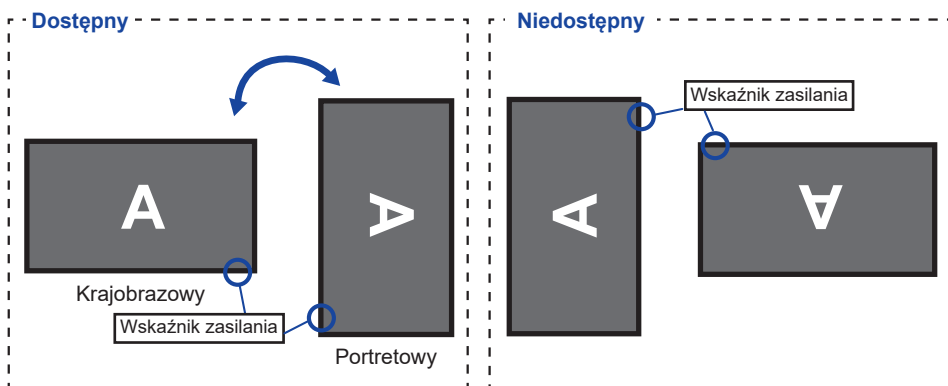 Dostępny
A
Krajobrazowy
A
Portretowy
Wskaźnik zasilania
Niedostępny
Wskaźnik zasilania
A
A